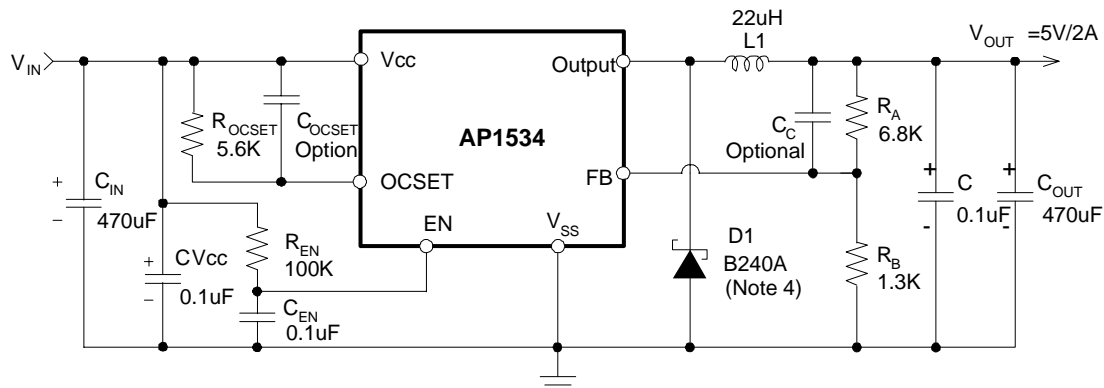 22uH
L1
V_OUT =5V/2A
V_IN
Vcc
Output
R_OCSET
5.6K
C_OCSET
Option
AP1534
C_C
Optional
R_A
6.8K
OCSET
FB
+
C_IN
470uF
−
EN
V_SS
+
C
0.1uF
-
+
C_OUT
470uF
-
R_EN
100K
D1
B240A
(Note 4)
R_B
1.3K
+
CVcc
0.1uF
−
C_EN
0.1uF